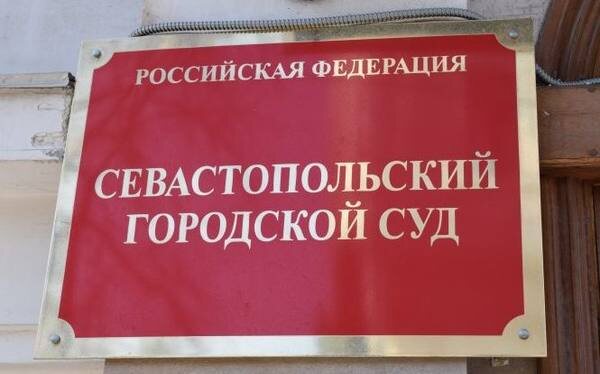 РОССИЙСКАЯ ФЕДЕРАЦИЯ
СЕВАСТОПОЛЬСКИЙ
ГОРОДСКОЙ СУД